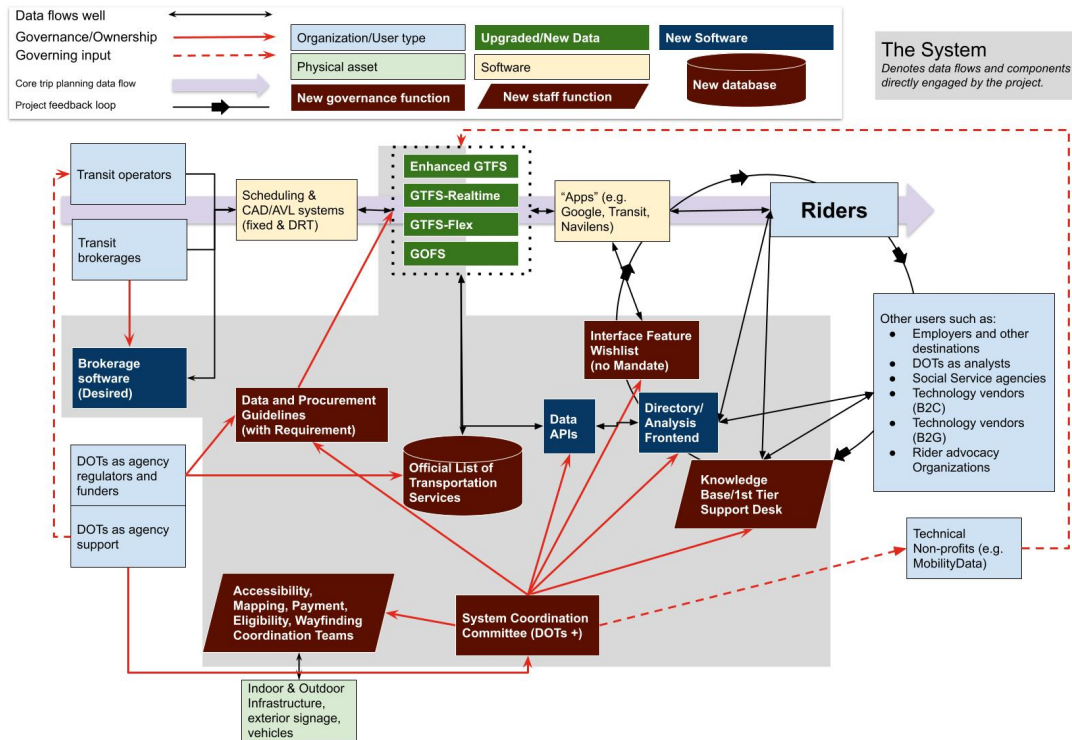 Data flows well
Governance/Ownership
Governing input
Core trip planning data flow
Project feedback loop
Organization/User type
Physical asset
New governance function
Upgraded/New Data
Software
New staff function
New Software
New database
The System
Denotes data flows and components
directly engaged by the project.
Transit operators
Transit
brokerages
Scheduling &
CAD/AVL systems
(fixed & DRT)
Enhanced GTFS
GTFS-Realtime
GTFS-Flex
GOFS
“Apps” (e.g.
Google, Transit,
Navilens)
Riders
Brokerage
software
(Desired)
Data and Procurement
Guidelines
(with Requirement)
Interface Feature
Wishlist
(no Mandate)
Data
APIs
Directory/
Analysis
Frontend
Other users such as:
● Employers and other
destinations
● DOTs as analysts
● Social Service agencies
● Technology vendors
(B2C)
● Technology vendors
(B2G)
● Rider advocacy
Organizations
DOTs as agency
regulators and
funders
DOTs as agency
support
Official List of
Transportation
Services
Knowledge
Base/1st Tier
Support Desk
Technical
Non-profits (e.g.
MobilityData)
Accessibility,
Mapping, Payment,
Eligibility, Wayfinding
Coordination Teams
System Coordination
Committee (DOTs +)
Indoor & Outdoor
Infrastructure,
exterior signage,
vehicles